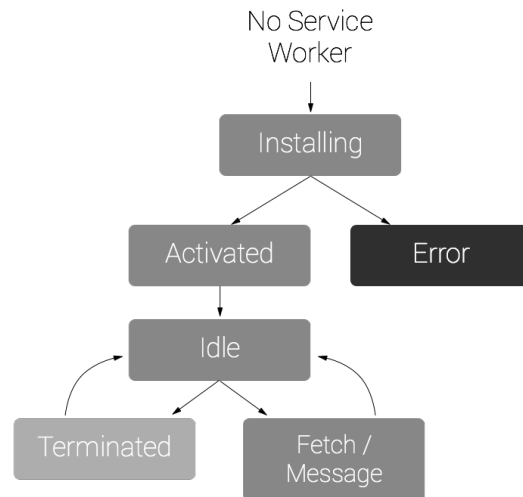 No Service
Worker
Installing
Activated
Error
Idle
Terminated
Fetch /
Message